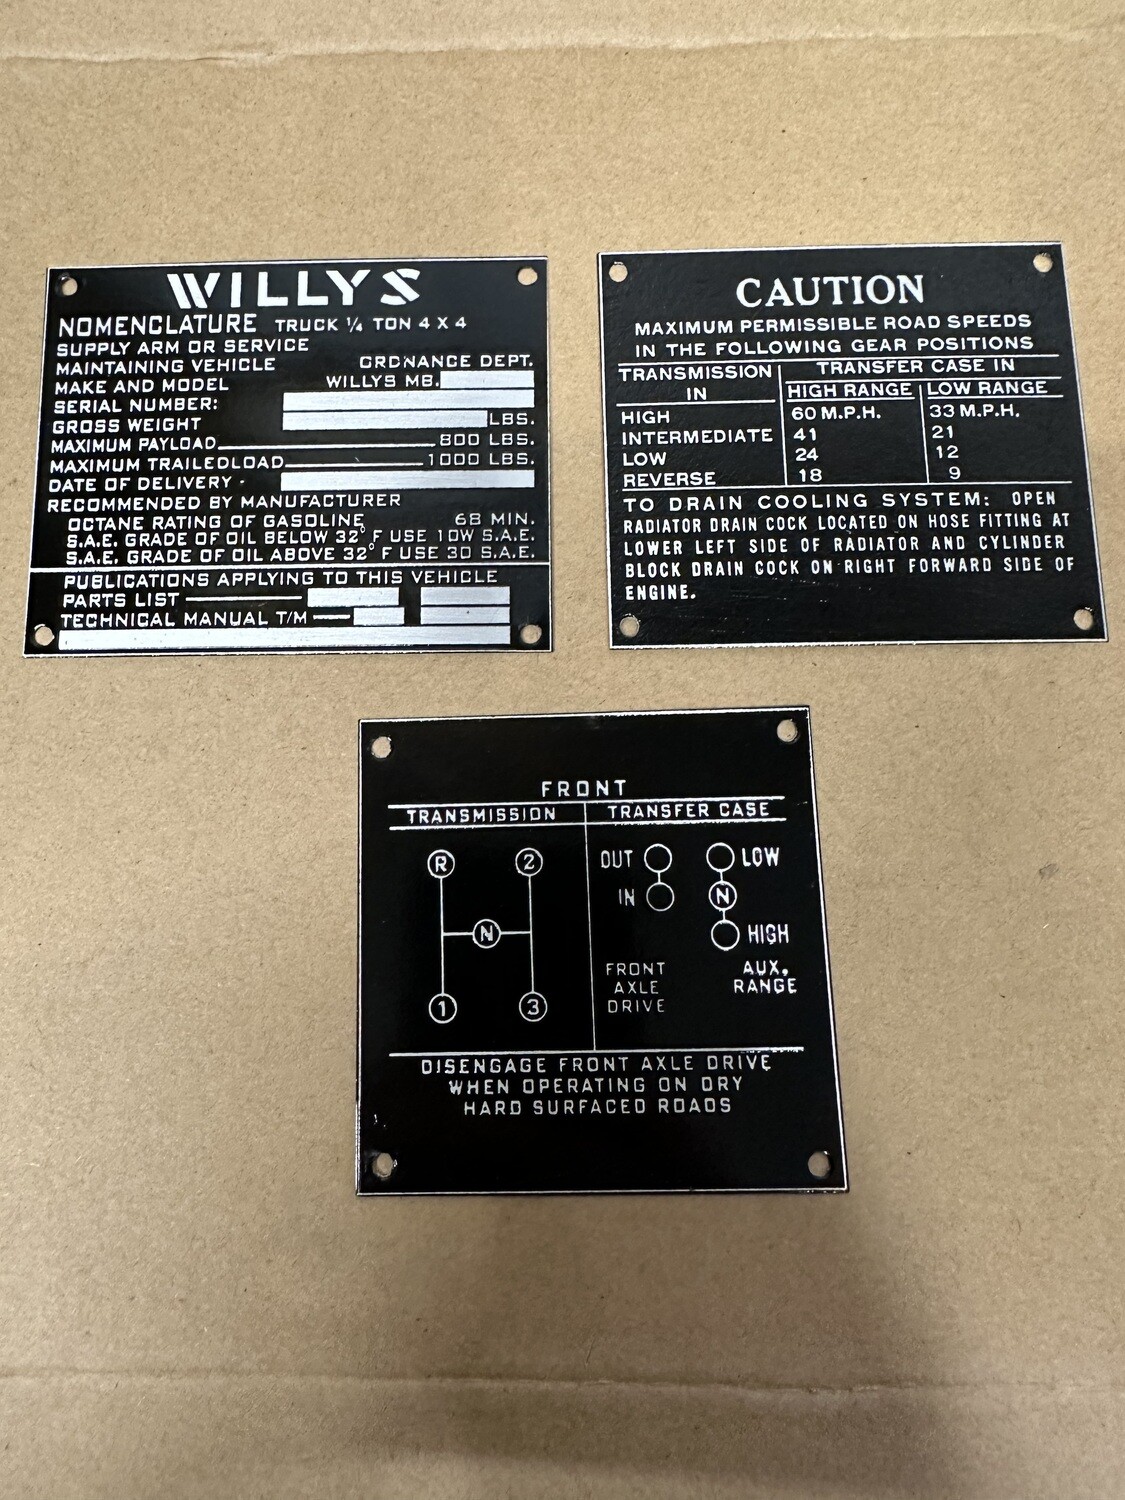 WILLYS
NOMENCLATURE TRUCK 1/4 TON 4 X 4
SUPPLY ARM OR SERVICE
MAINTAINING VEHICLE ORDNANCE DEPT.
MAKE AND MODEL WILLYS MB.
SERIAL NUMBER:
GROSS WEIGHT LBS.
MAXIMUM PAYLOAD 800 LBS.
MAXIMUM TRAILEDLOAD 1000 LBS.
DATE OF DELIVERY -
RECOMMENDED BY MANUFACTURER
OCTANE RATING OF GASOLINE 68 MIN.
S.A.E. GRADE OF OIL BELOW 32° F USE 10W S.A.E.
S.A.E. GRADE OF OIL ABOVE 32° F USE 30 S.A.E.
PUBLICATIONS APPLYING TO THIS VEHICLE
PARTS LIST
TECHNICAL MANUAL T/M
CAUTION
MAXIMUM PERMISSIBLE ROAD SPEEDS
IN THE FOLLOWING GEAR POSITIONS
TRANSMISSION IN
TRANSFER CASE IN
HIGH RANGE LOW RANGE
HIGH 60 M.P.H. 33 M.P.H.
INTERMEDIATE 41 21
LOW 24 12
REVERSE 18 9
TO DRAIN COOLING SYSTEM: OPEN
RADIATOR DRAIN COCK LOCATED ON HOSE FITTING AT
LOWER LEFT SIDE OF RADIATOR AND CYLINDER
BLOCK DRAIN COCK ON RIGHT FORWARD SIDE OF
ENGINE.
FRONT
TRANSMISSION TRANSFER CASE
R 2
N
1 3
OUT LOW
IN N
HIGH
FRONT
AXLE
DRIVE
AUX.
RANGE
DISENGAGE FRONT AXLE DRIVE
WHEN OPERATING ON DRY
HARD SURFACED ROADS